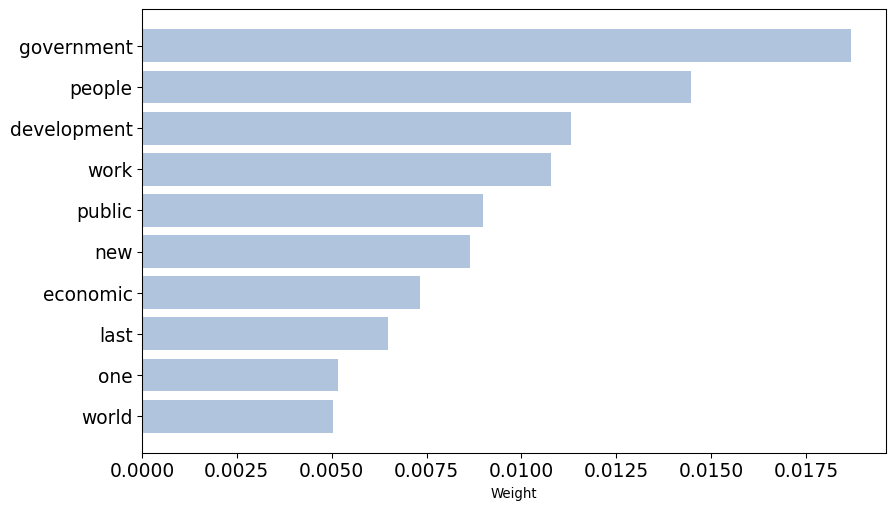 government
people
development
work
public
new
economic
last
one
world
0.0000 0.0025 0.0050 0.0075 0.0100 0.0125 0.0150 0.0175
Weight